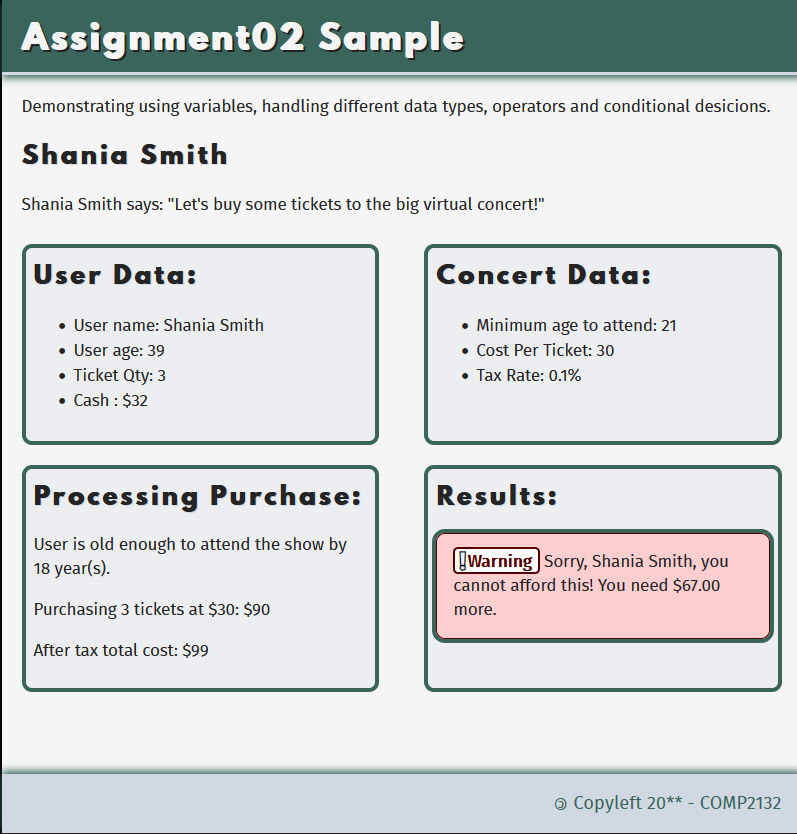 Assignment02 Sample
Demonstrating using variables, handling different data types, operators and conditional desicions.
Shania Smith
Shania Smith says: "Let's buy some tickets to the big virtual concert!"
User Data:
• User name: Shania Smith
• User age: 39
• Ticket Qty: 3
• Cash : $32
Concert Data:
• Minimum age to attend: 21
• Cost Per Ticket: 30
• Tax Rate: 0.1%
Processing Purchase:
User is old enough to attend the show by
18 year(s).
Purchasing 3 tickets at $30: $90
After tax total cost: $99
Results:
❕Warning Sorry, Shania Smith, you
cannot afford this! You need $67.00
more.
🄯 Copyleft 20** - COMP2132